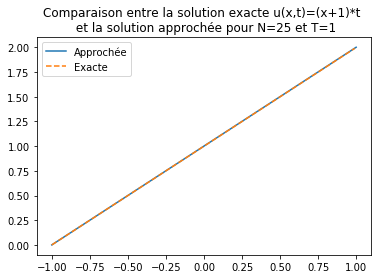 Comparaison entre la solution exacte u(x,t)=(x+1)*t
et la solution approchée pour N=25 et T=1
Approchée
Exacte
2.00
1.75
1.50
1.25
1.00
0.75
0.50
0.25
0.00
−1.00 −0.75 −0.50 −0.25 0.00 0.25 0.50 0.75 1.00